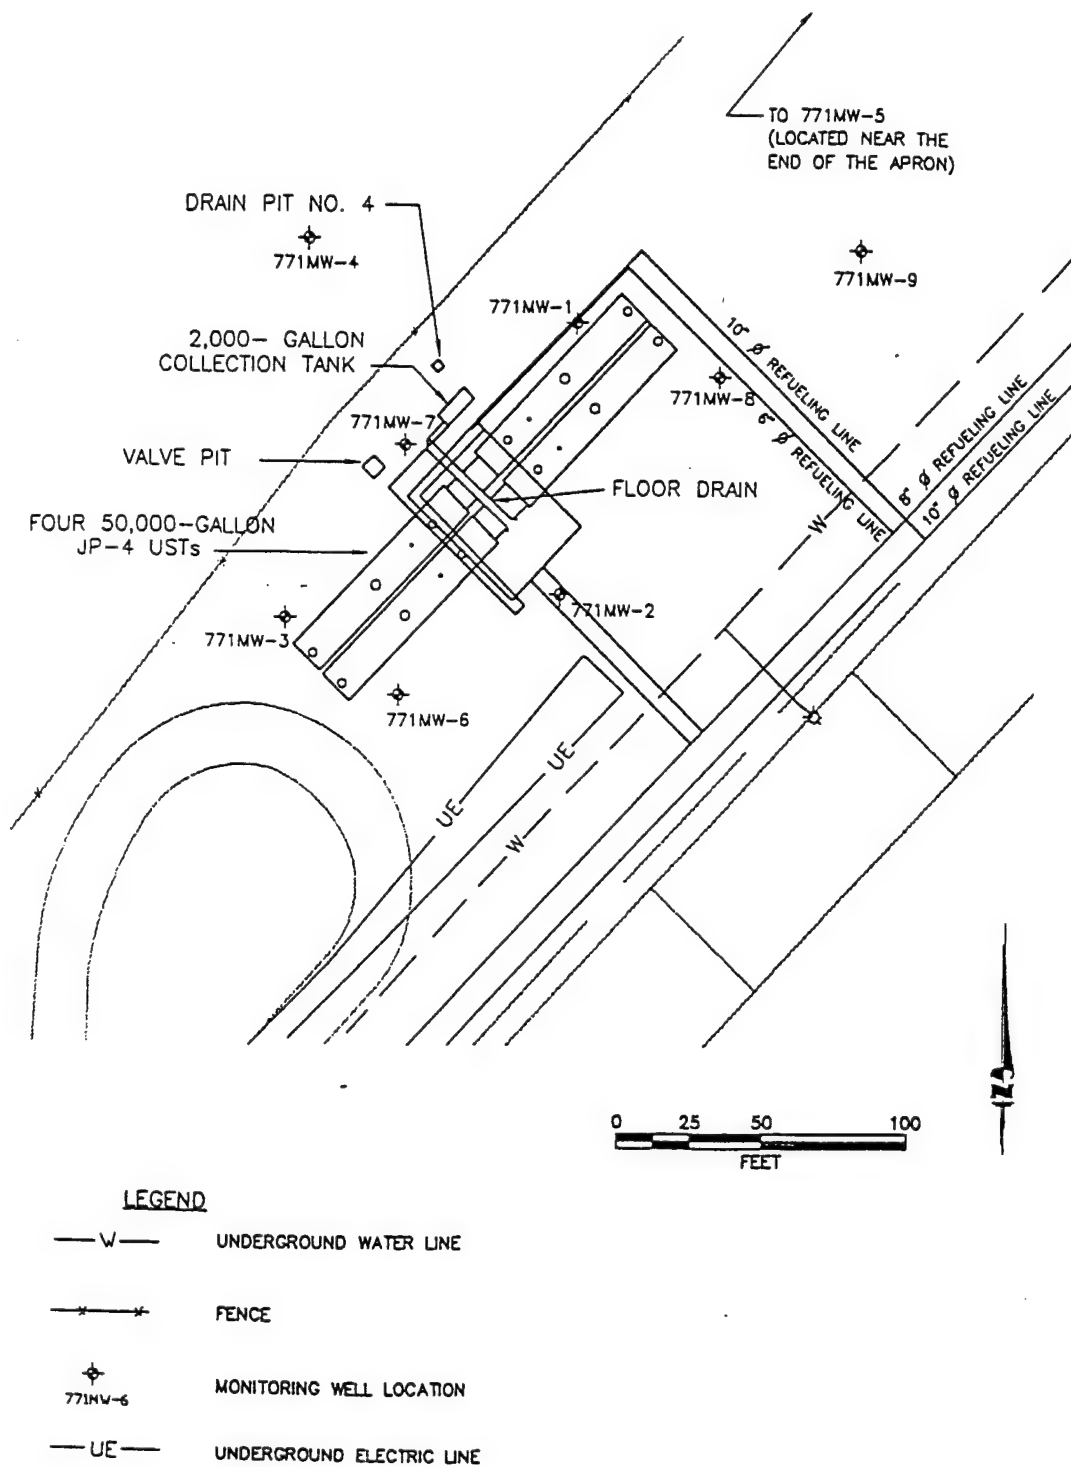 TO 771MW-5
(LOCATED NEAR THE
END OF THE APRON)
DRAIN PIT NO. 4
771MW-4
771MW-9
771MW-1
2,000- GALLON
COLLECTION TANK
10" Ø REFUELING LINE
771MW-8
771MW-7
6" Ø REFUELING LINE
8" Ø REFUELING LINE
10" Ø REFUELING LINE
VALVE PIT
FLOOR DRAIN
W
FOUR 50,000-GALLON
JP-4 USTs
771MW-2
771MW-3
771MW-6
UE
UE
W
N
0 25 50 100
FEET
LEGEND
W UNDERGROUND WATER LINE
FENCE
771MW-6 MONITORING WELL LOCATION
UE UNDERGROUND ELECTRIC LINE